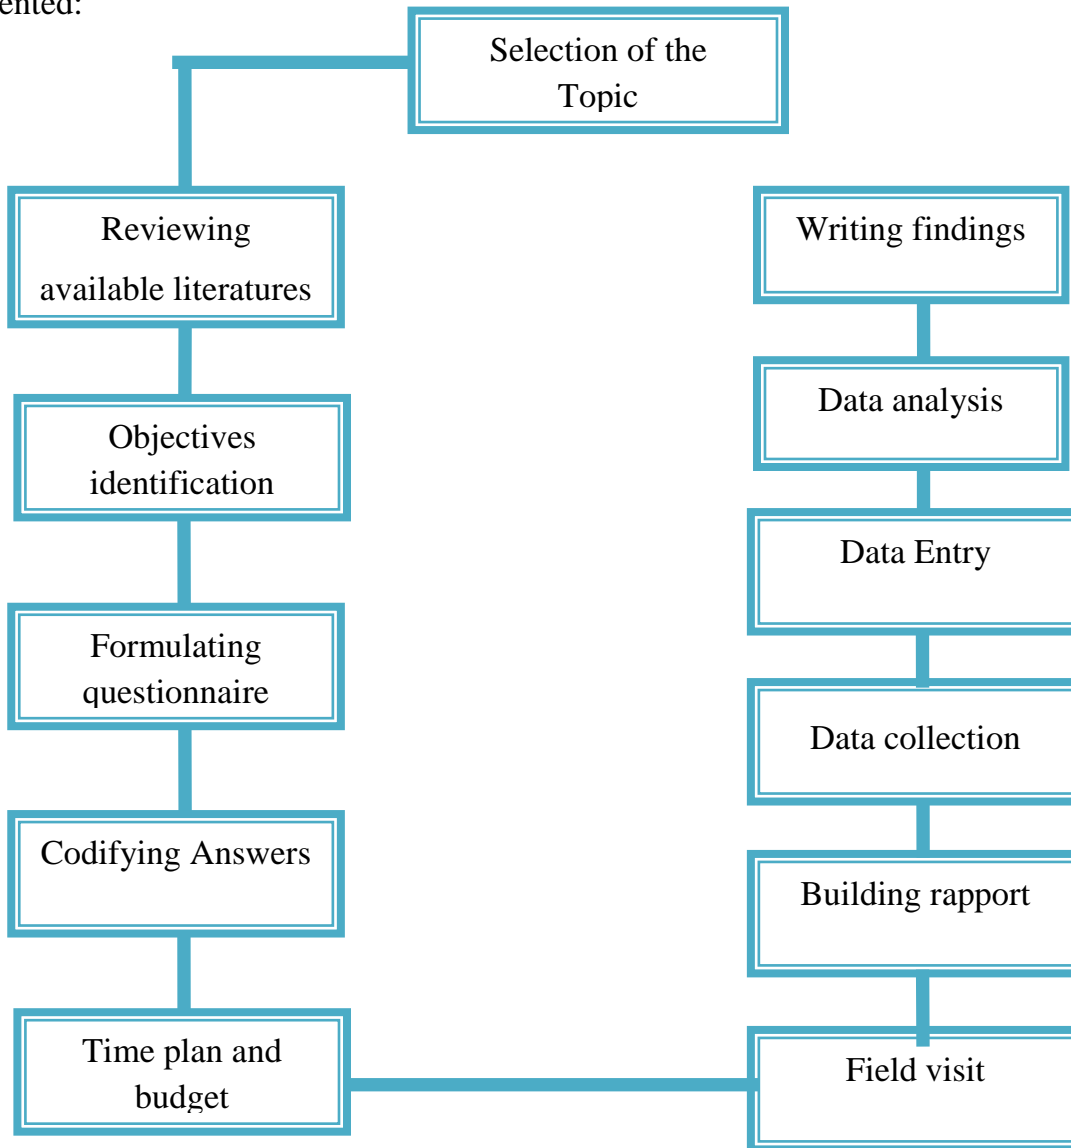 ented:
Selection of the
Topic
Reviewing
available literatures
Objectives
identification
Formulating
questionnaire
Codifying Answers
Time plan and
budget
Writing findings
Data analysis
Data Entry
Data collection
Building rapport
Field visit